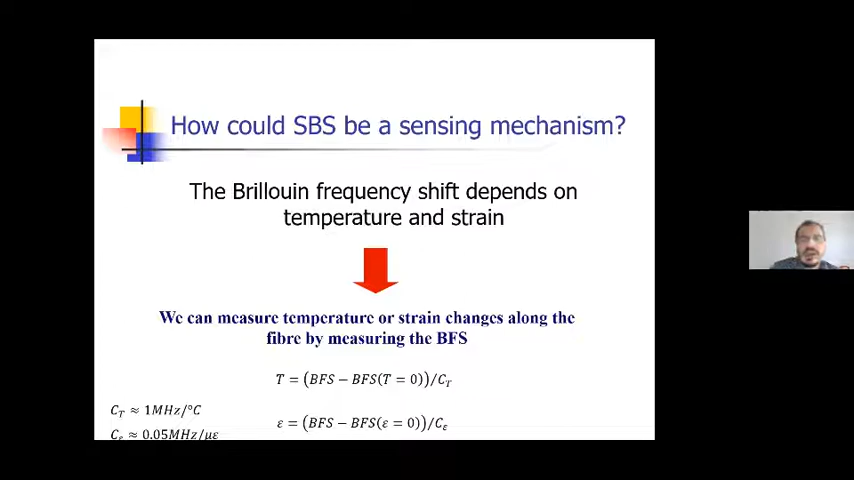 How could SBS be a sensing mechanism?
The Brillouin frequency shift depends on
temperature and strain
We can measure temperature or strain changes along the
fibre by measuring the BFS
T = (BFS − BFS(T = 0))/C_T
C_T ≈ 1MHz/°C
ε = (BFS − BFS(ε = 0))/C_ε
C_ε ≈ 0.05MHz/με